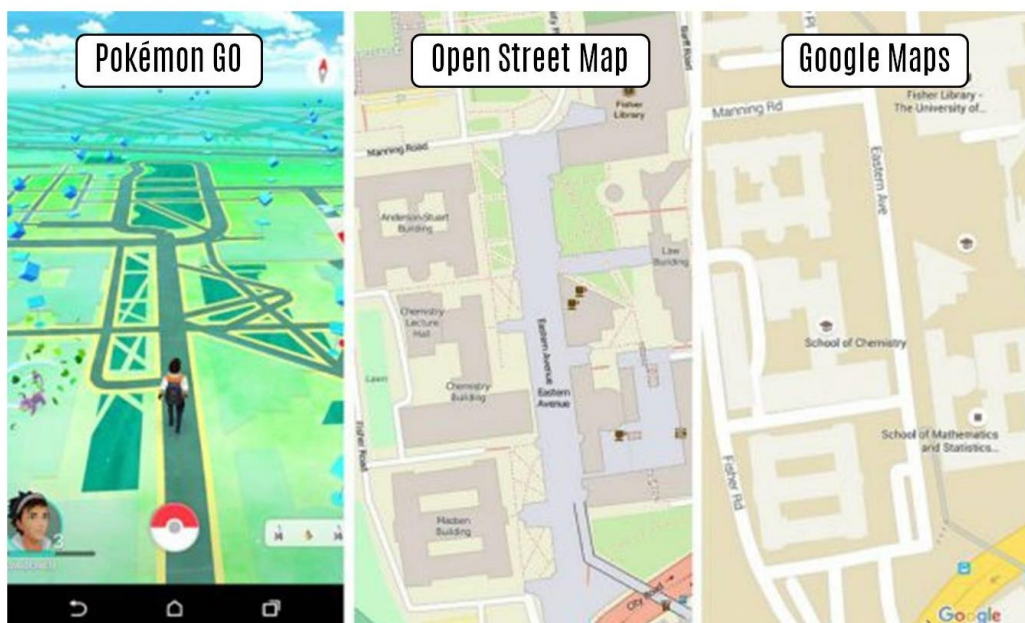 Pokémon GO
3
Open Street Map
Fisher
Library
Manning Road
Anderson-Stuart
Building
Law
Building
Chemistry
Lecture
Hall
Eastern Avenue
Eastern
Avenue
Lawn
Chemistry
Building
Fisher Road
Madsen
Building
City Road
Google Maps
Fisher Library -
The University of...
Manning Rd
Eastern Ave
School of Chemistry
School of Mathematics
and Statistics...
Fisher Rd
Google